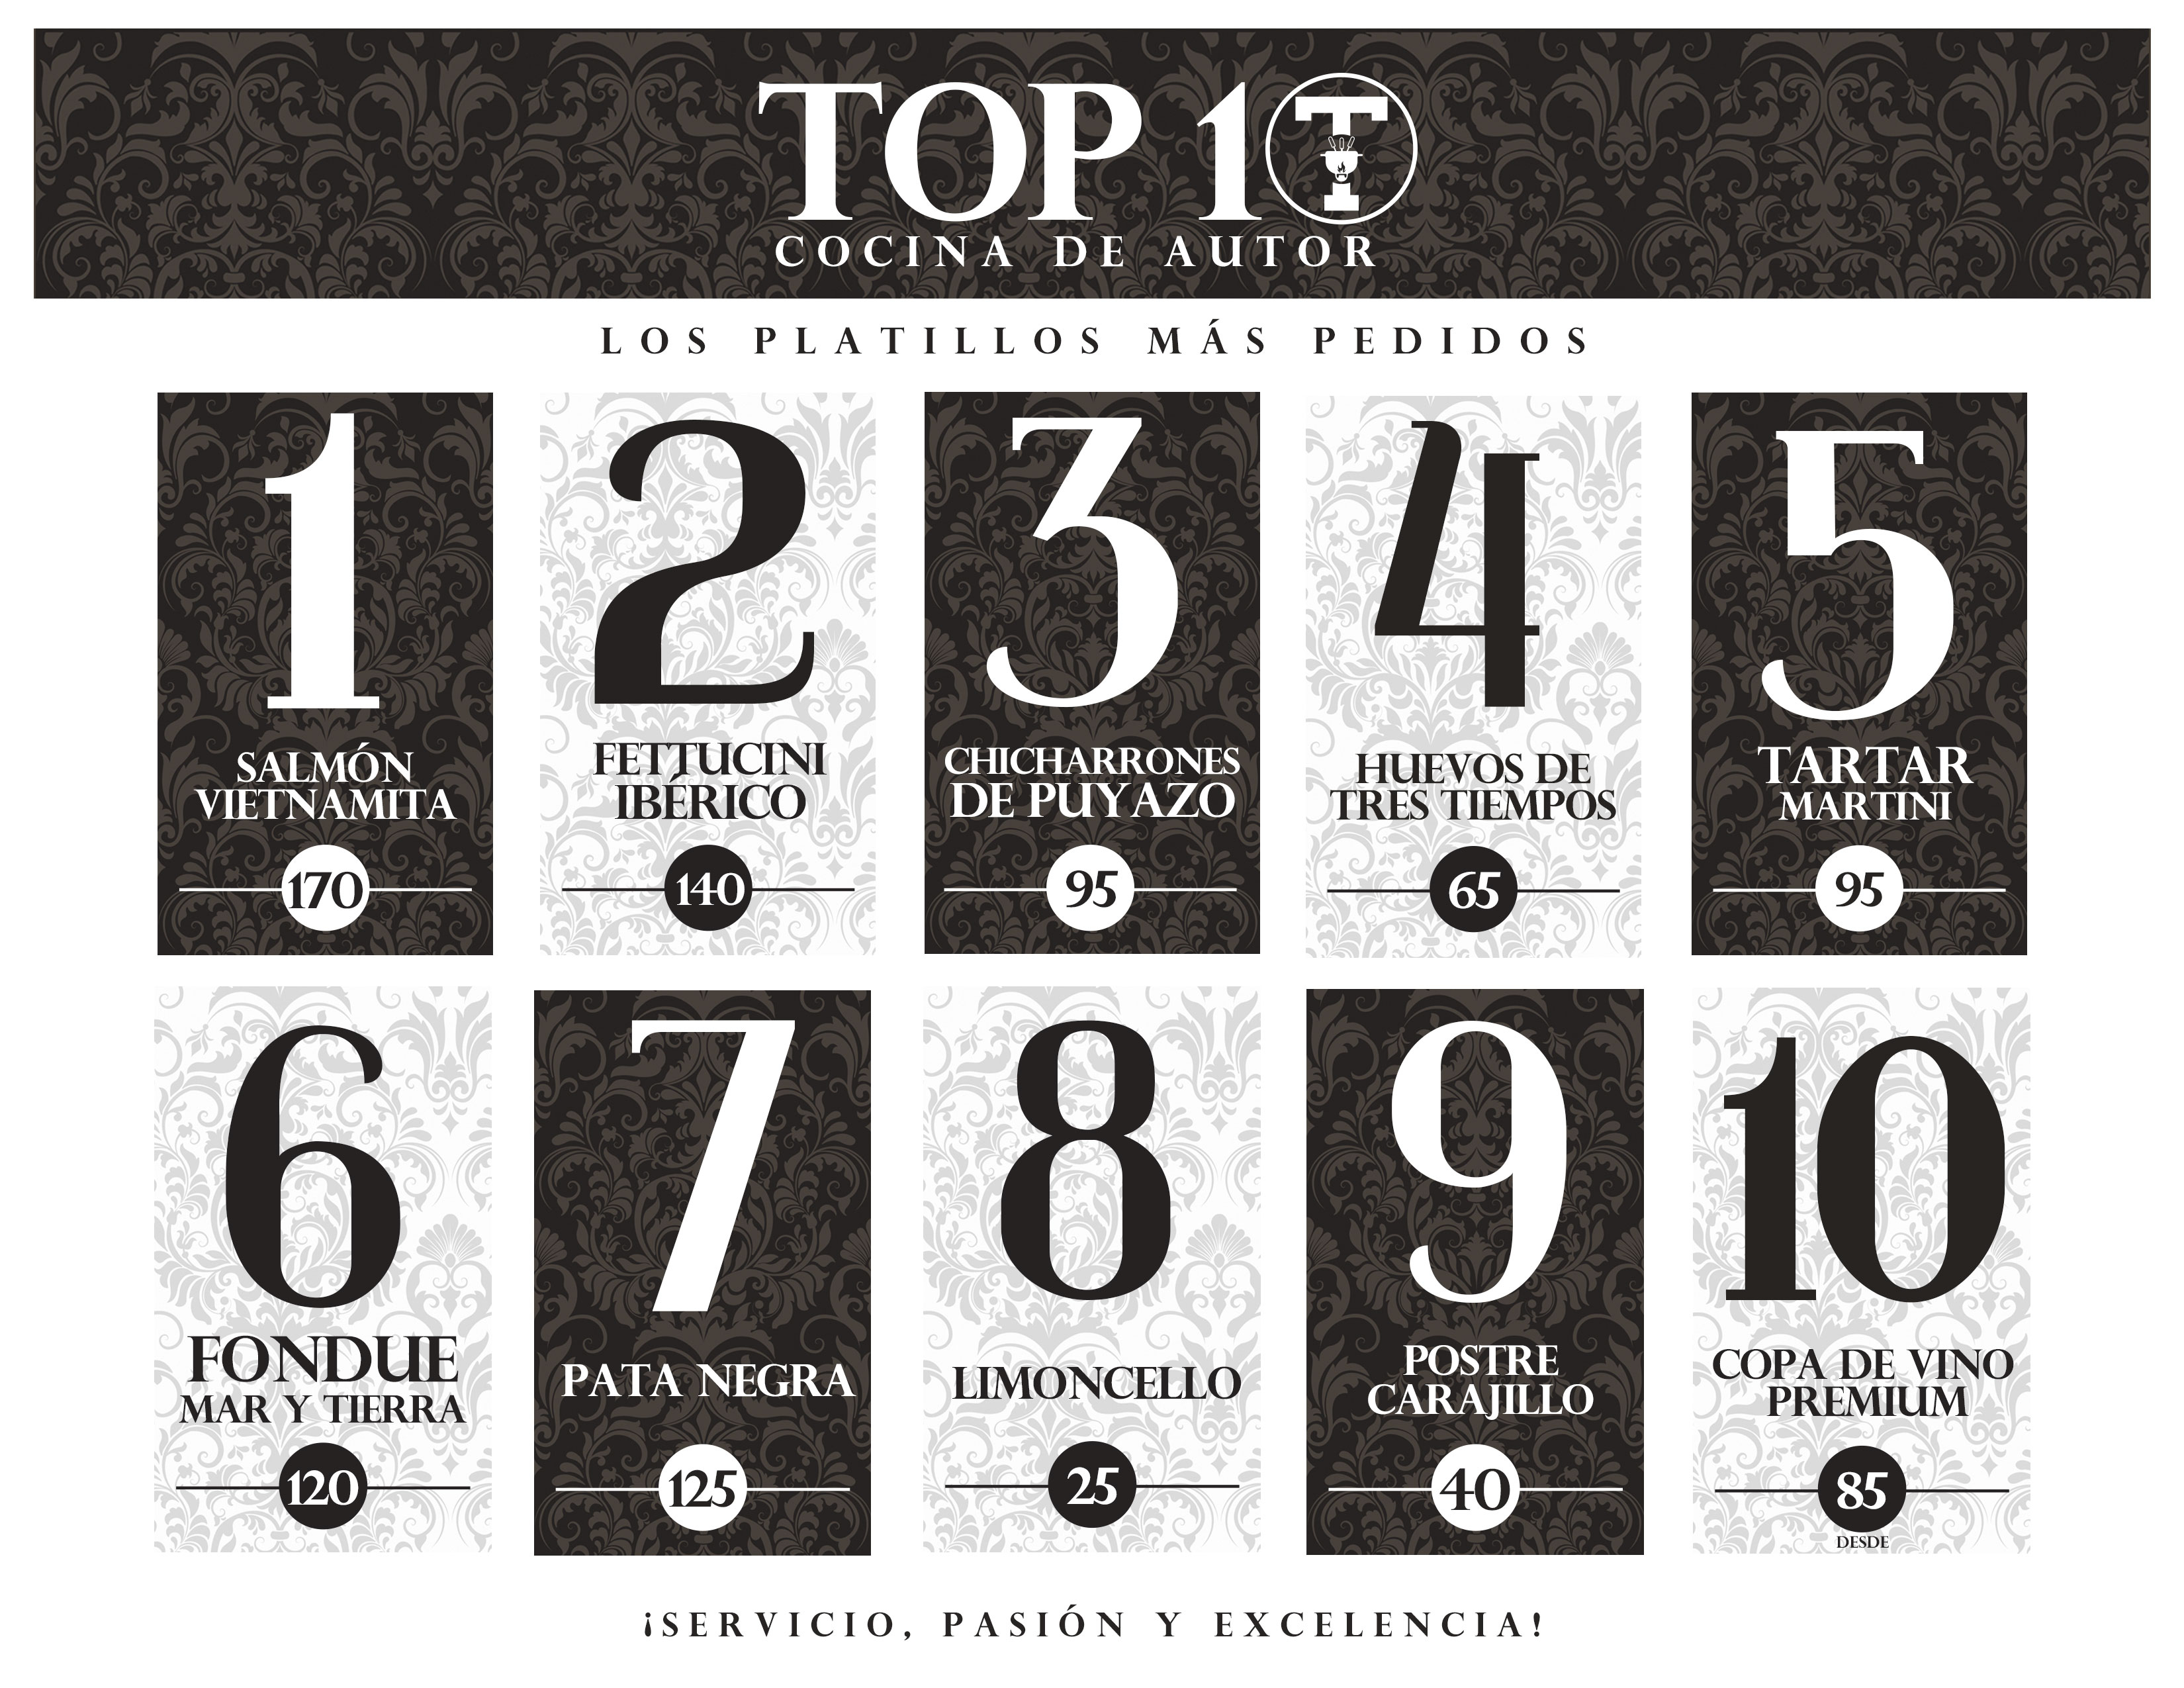 TOP 10
T
COCINA DE AUTOR
LOS PLATILLOS MÁS PEDIDOS
1
SALMÓN
VIETNAMITA
170
2
FETTUCINI
IBÉRICO
140
3
CHICHARRONES
DE PUYAZO
95
4
HUEVOS DE
TRES TIEMPOS
65
5
TARTAR
MARTINI
95
6
FONDUE
MAR Y TIERRA
120
7
PATA NEGRA
125
8
LIMONCELLO
25
9
POSTRE
CARAJILLO
40
10
COPA DE VINO
PREMIUM
85
DESDE
¡SERVICIO, PASIÓN Y EXCELENCIA!